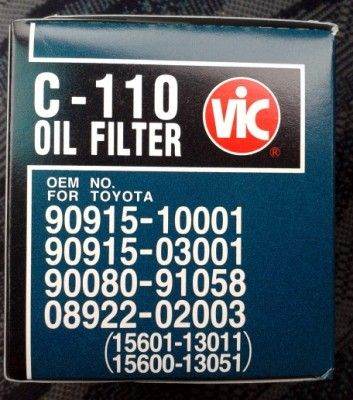 C-110
OIL FILTER
VIC
®
OEM NO.
FOR TOYOTA
90915-10001
90915-03001
90080-91058
08922-02003
(15601-13011)
(15600-13051)